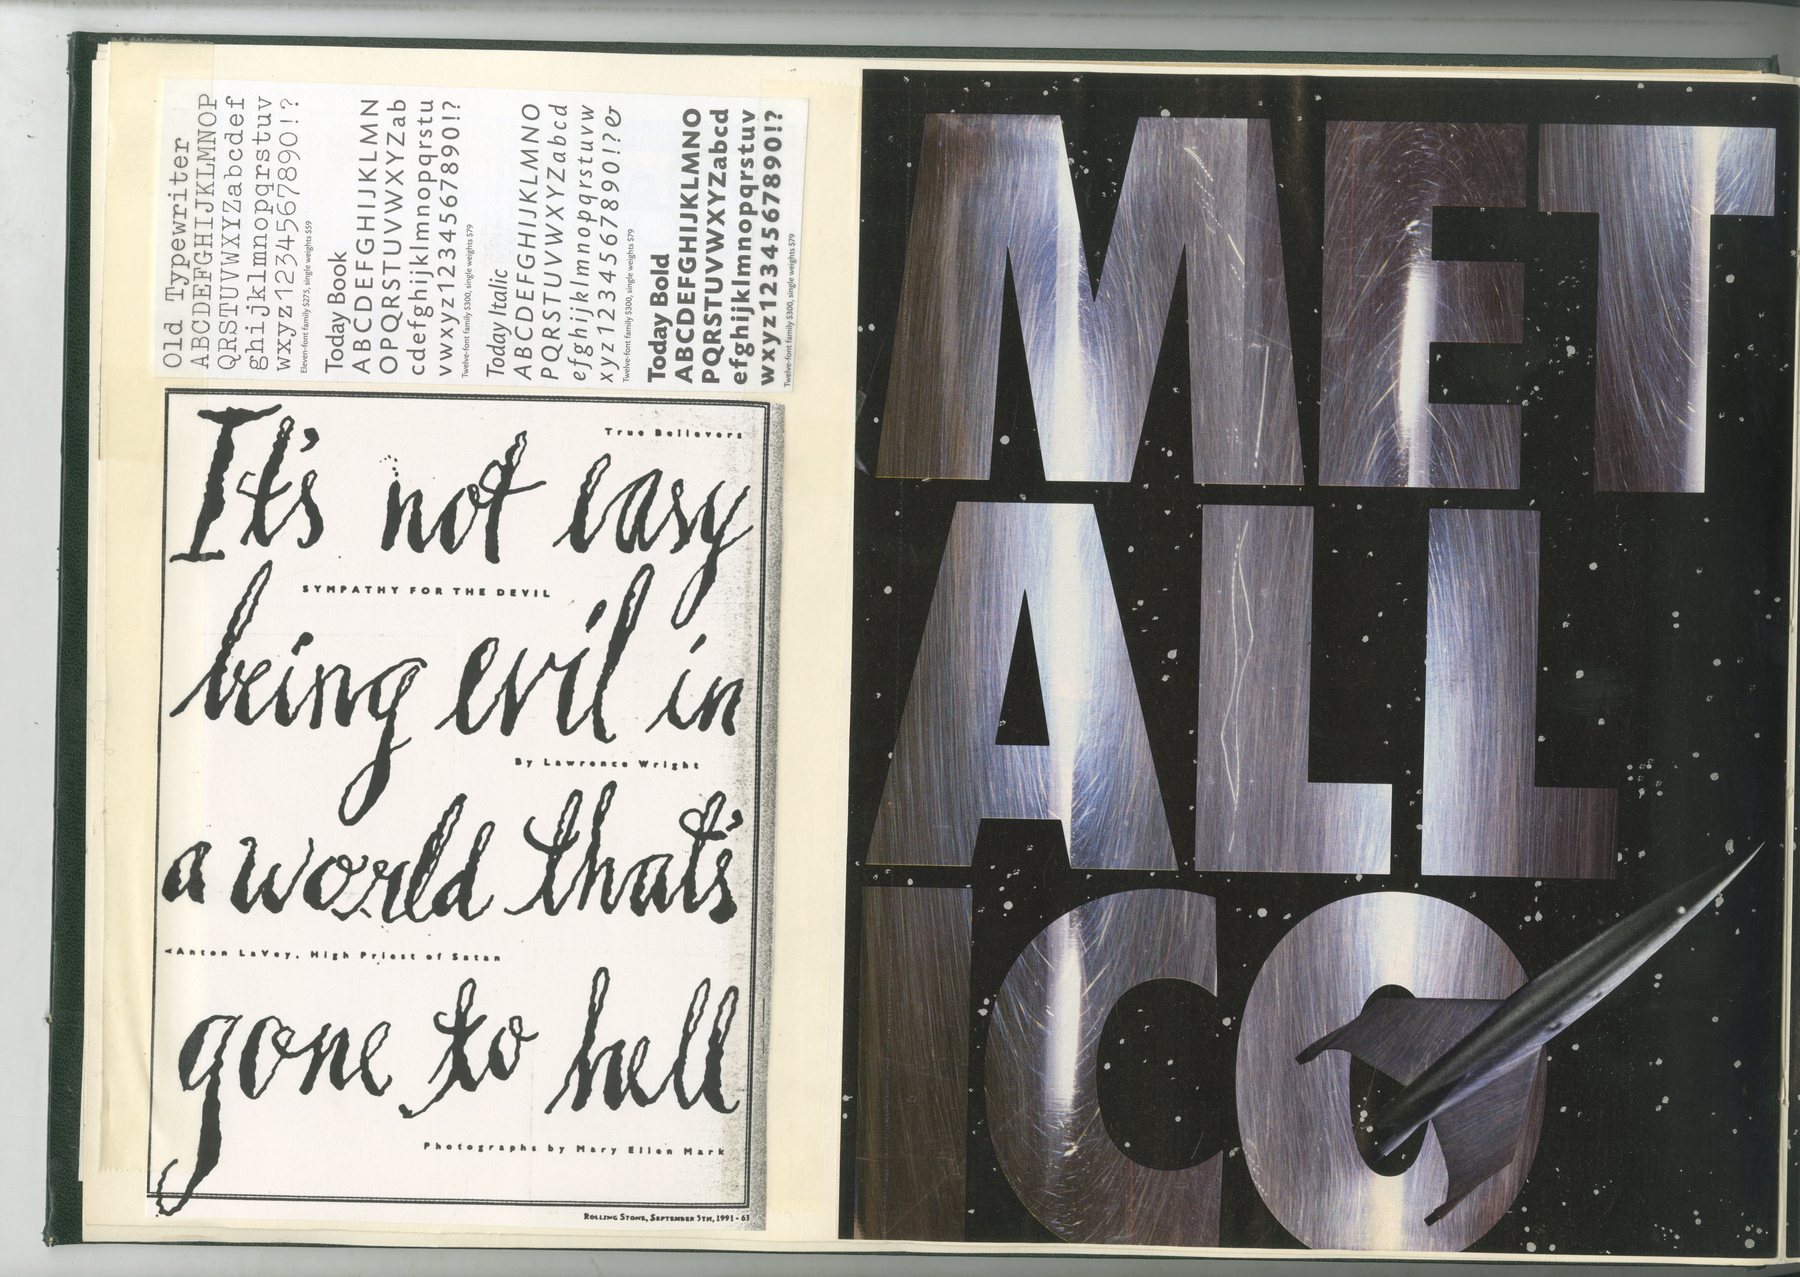 Old Typewriter
ABCDEFGHIJKLMNOP
QRSTUVWXYZabcdef
ghijklmnopqrstuv
wxyz1234567890!?
Eleven-font family $275, single weights $59
Today Book
ABCDEFGHIJKLMN
OPQRSTUVWXYZab
cdefghijklmnopqrstu
vwxyz1234567890!?
Twelve-font family $300, single weights $79
Today Italic
ABCDEFGHIJKLMNO
PQRSTUVWXYZabcd
efghijklmnopqrstuvw
xyz1234567890!?&
Twelve-font family $300, single weights $79
Today Bold
ABCDEFGHIJKLMNO
PQRSTUVWXYZabcd
efghijklmnopqrstuv
wxyz1234567890!?
Twelve-font family $300, single weights $79
True Believers
It's not easy
SYMPATHY FOR THE DEVIL
being evil in
By Lawrence Wright
a world that's
◄Anton LaVey, High Priest of Satan
gone to hell
Photographs by Mary Ellen Mark
ROLLING STONE, SEPTEMBER 5TH, 1991 • 63
MET
ALL
ICO